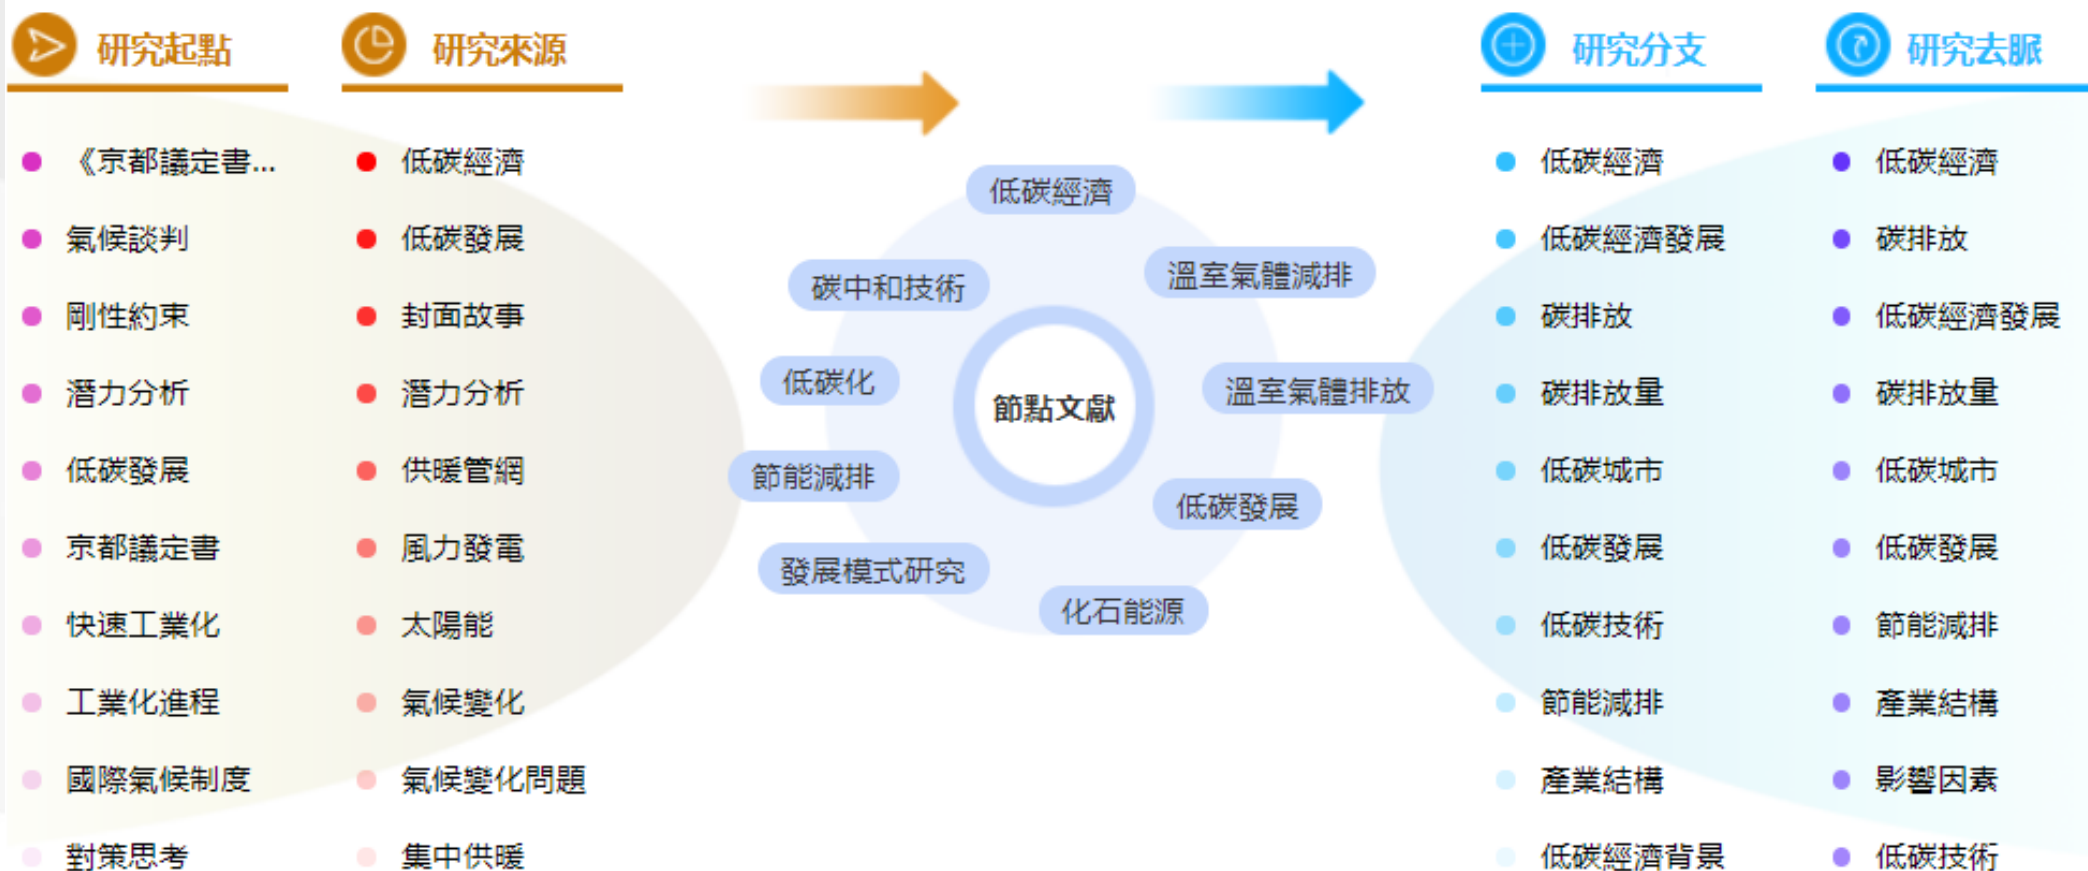 研究起點
《京都議定書...
氣候談判
剛性約束
潛力分析
低碳發展
京都議定書
快速工業化
工業化進程
國際氣候制度
對策思考
研究來源
低碳經濟
低碳發展
封面故事
潛力分析
供暖管網
風力發電
太陽能
氣候變化
氣候變化問題
集中供暖
低碳經濟
碳中和技術
溫室氣體減排
低碳化
溫室氣體排放
節點文獻
節能減排
低碳發展
發展模式研究
化石能源
研究分支
低碳經濟
低碳經濟發展
碳排放
碳排放量
低碳城市
低碳發展
低碳技術
節能減排
產業結構
低碳經濟背景
研究去脈
低碳經濟
碳排放
低碳經濟發展
碳排放量
低碳城市
低碳發展
節能減排
產業結構
影響因素
低碳技術